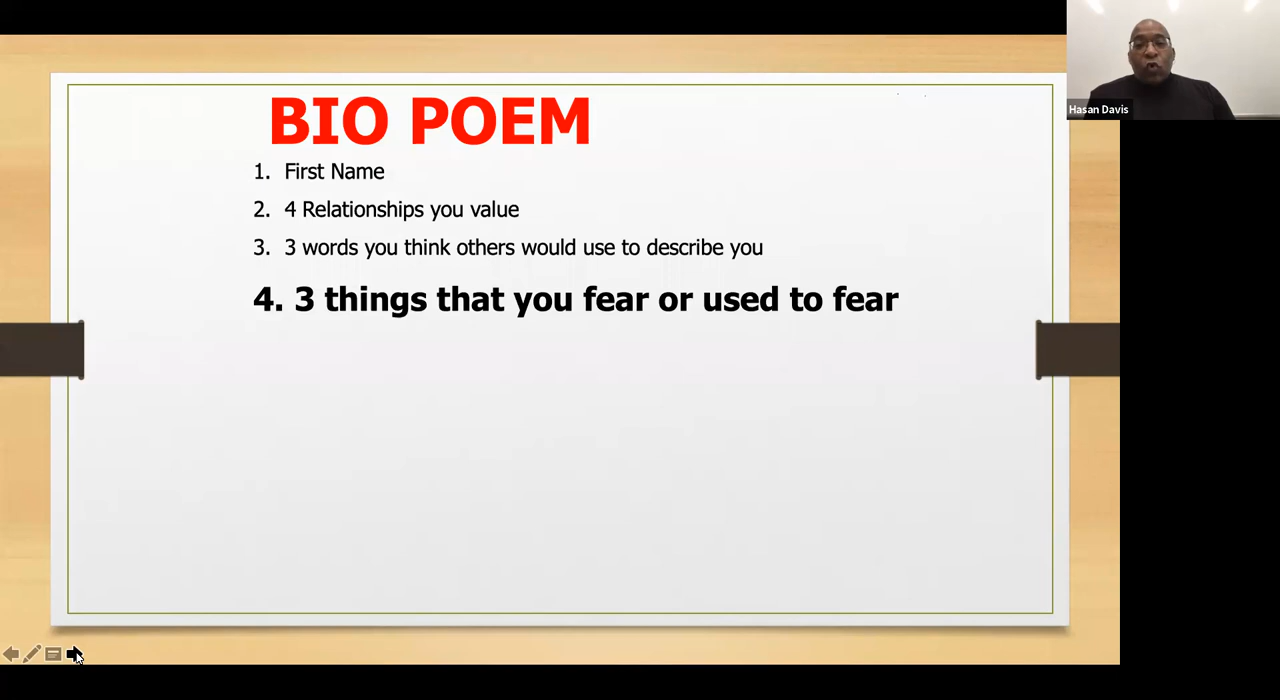 BIO POEM
1. First Name
2. 4 Relationships you value
3. 3 words you think others would use to describe you
4. 3 things that you fear or used to fear
Hasan Davis